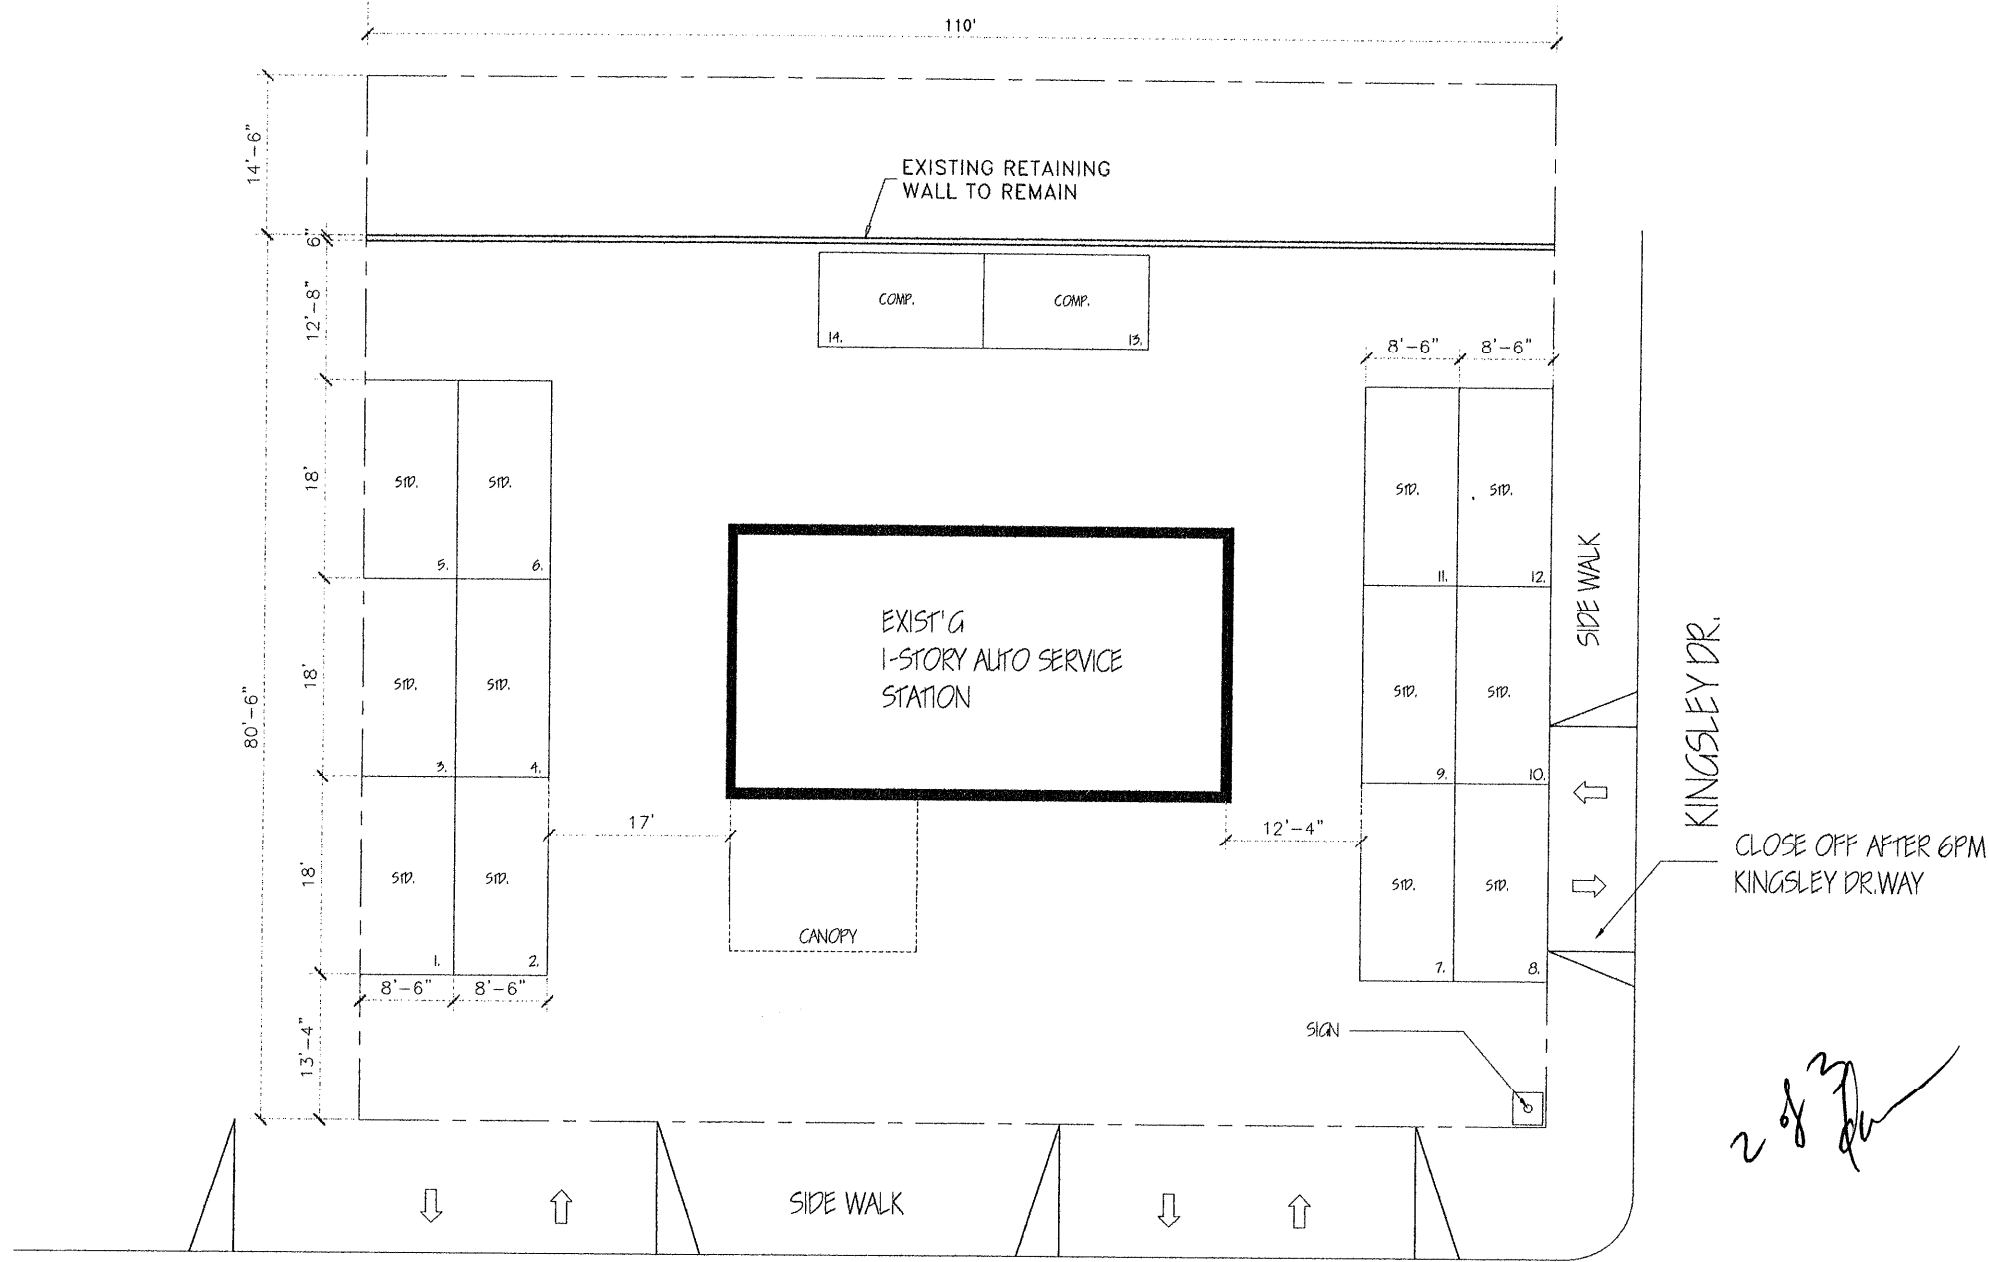 110'
14'-6"
EXISTING RETAINING
WALL TO REMAIN
6"
12'-8"
COMP.
COMP.
14.
13.
8'-6"
8'-6"
18'
STD.
STD.
STD.
STD.
5.
6.
11.
12.
SIDE WALK
EXIST'G
1-STORY AUTO SERVICE
STATION
KINGSLEY DR.
80'-6"
18'
STD.
STD.
STD.
STD.
3.
4.
9.
10.
17'
12'-4"
CLOSE OFF AFTER 6PM
KINGSLEY DR.WAY
18'
STD.
STD.
STD.
STD.
CANOPY
1.
2.
7.
8.
8'-6"
8'-6"
13'-4"
SIGN
2 of 3
SIDE WALK